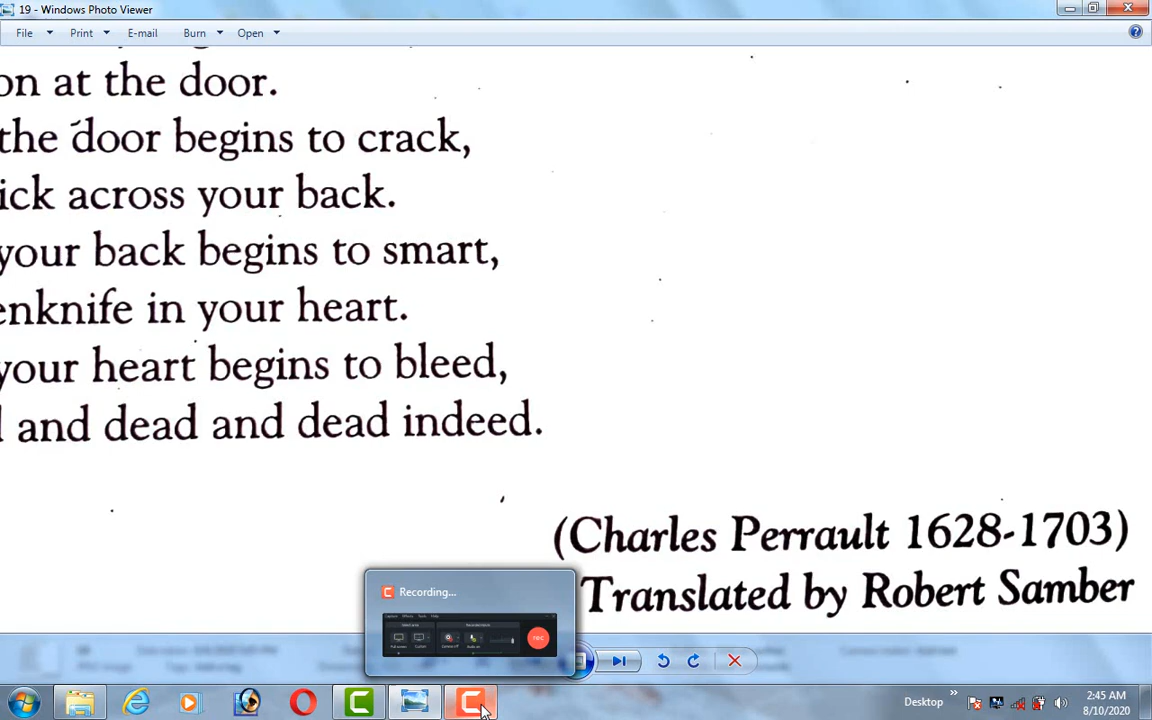 19 - Windows Photo Viewer
File Print E-mail Burn Open
on at the door.
the door begins to crack,
ick across your back.
your back begins to smart,
enknife in your heart.
your heart begins to bleed,
and dead and dead indeed.
(Charles Perrault 1628-1703)
Translated by Robert Samber
Recording...
rec
Desktop
2:45 AM
8/10/2020